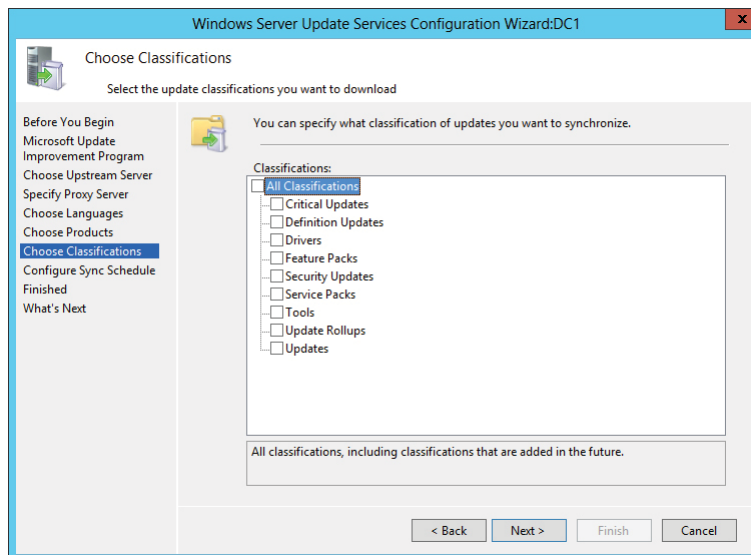 Windows Server Update Services Configuration Wizard:DC1
x
Choose Classifications
Select the update classifications you want to download
Before You Begin
Microsoft Update
Improvement Program
Choose Upstream Server
Specify Proxy Server
Choose Languages
Choose Products
Choose Classifications
Configure Sync Schedule
Finished
What's Next
You can specify what classification of updates you want to synchronize.
Classifications:
All Classifications
Critical Updates
Definition Updates
Drivers
Feature Packs
Security Updates
Service Packs
Tools
Update Rollups
Updates
All classifications, including classifications that are added in the future.
< Back
Next >
Finish
Cancel